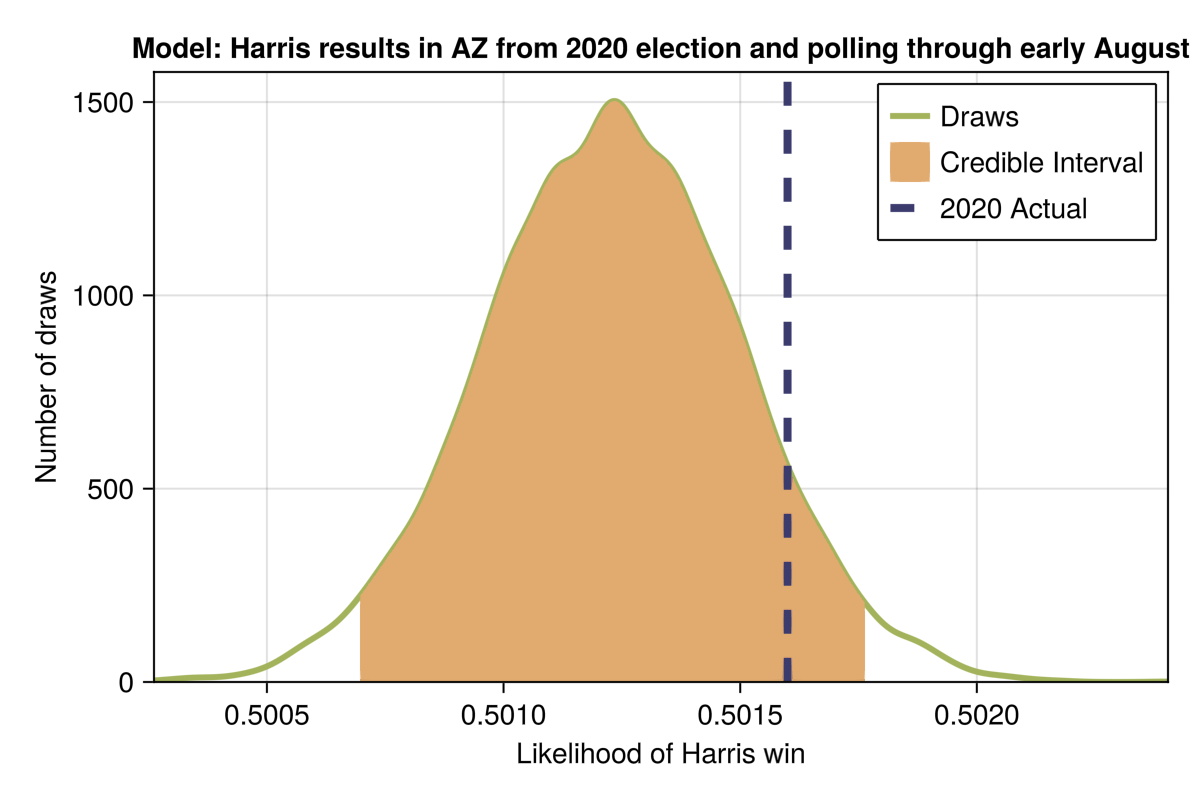 Model: Harris results in AZ from 2020 election and polling through early August
Draws
Credible Interval
2020 Actual
Number of draws
1500
1000
500
0
0.5005 0.5010 0.5015 0.5020
Likelihood of Harris win